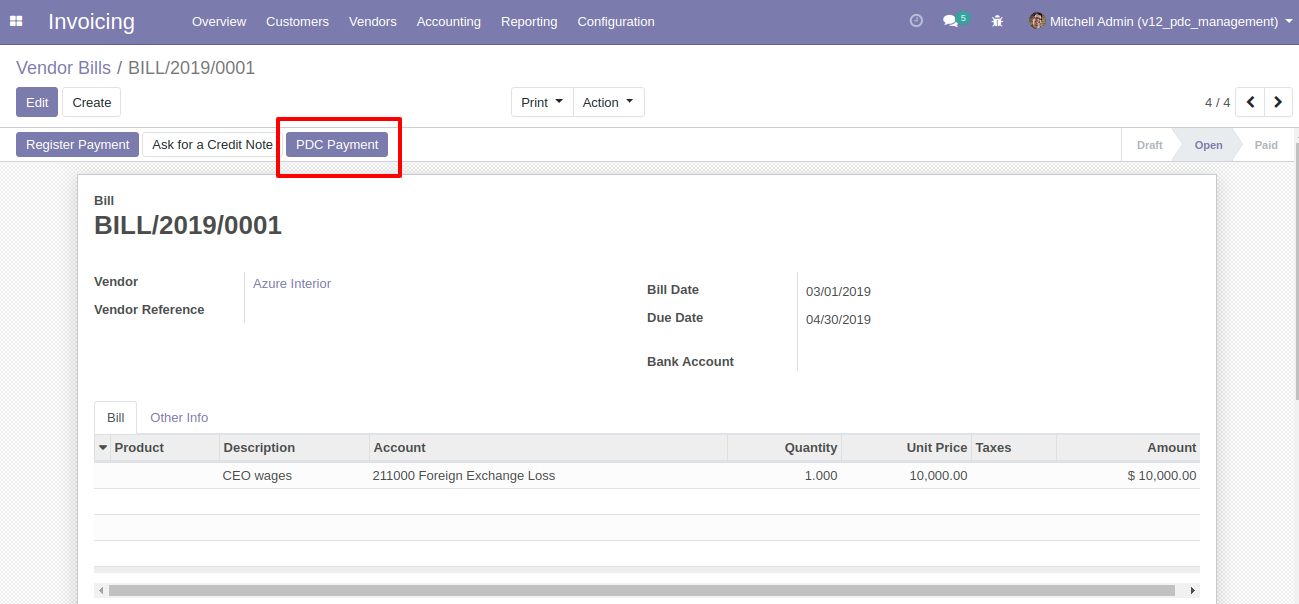 Invoicing Overview Customers Vendors Accounting Reporting Configuration 5 Mitchell Admin (v12_pdc_management)
Vendor Bills / BILL/2019/0001
Edit Create Print Action 4 / 4
Register Payment Ask for a Credit Note PDC Payment Draft Open Paid
Bill
BILL/2019/0001
Vendor Azure Interior
Bill Date 03/01/2019
Vendor Reference
Due Date 04/30/2019
Bank Account
Bill Other Info
Product Description Account Quantity Unit Price Taxes Amount
CEO wages 211000 Foreign Exchange Loss 1.000 10,000.00 $ 10,000.00